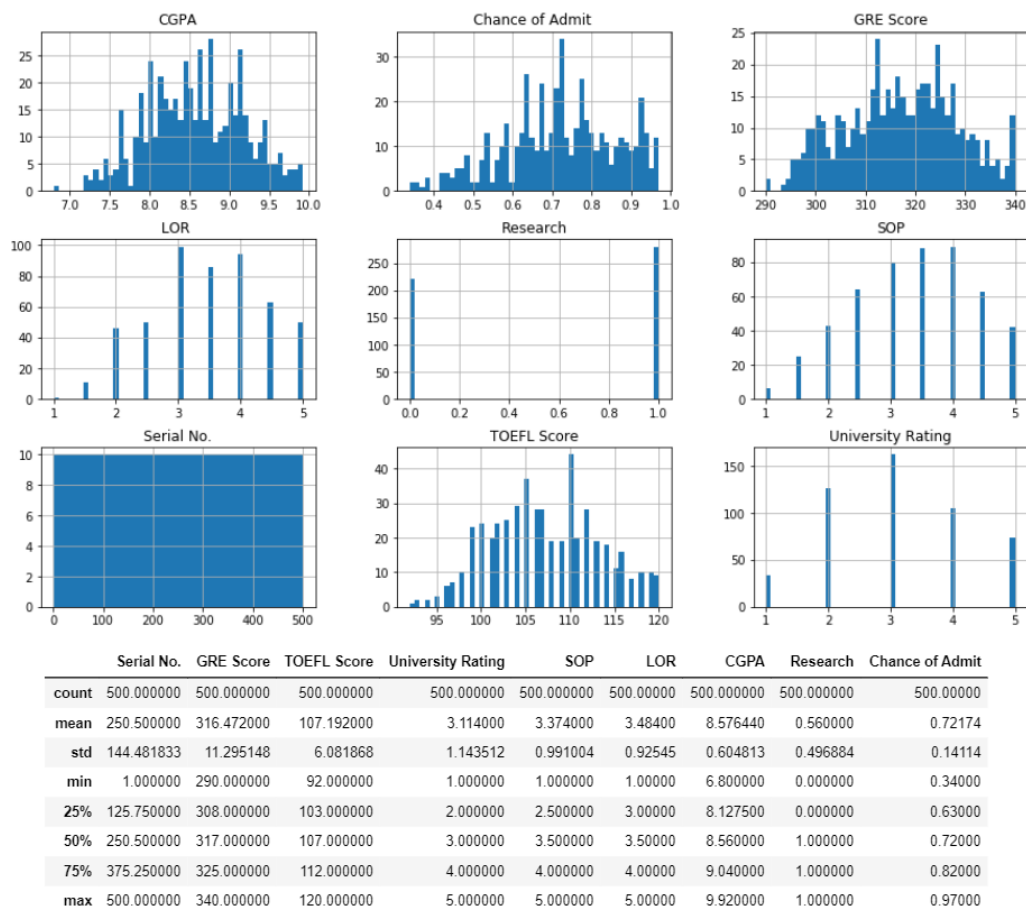 CGPA Chance of Admit GRE Score
25 20 15 10 5 0
7.0 7.5 8.0 8.5 9.0 9.5 10.0
30 20 10 0
0.4 0.5 0.6 0.7 0.8 0.9 1.0
25 20 15 10 5 0
290 300 310 320 330 340
LOR Research SOP
100 80 60 40 20 0
1 2 3 4 5
250 200 150 100 50 0
0.0 0.2 0.4 0.6 0.8 1.0
80 60 40 20 0
1 2 3 4 5
Serial No. TOEFL Score University Rating
10 8 6 4 2 0
0 100 200 300 400 500
40 30 20 10 0
95 100 105 110 115 120
150 100 50 0
1 2 3 4 5
Serial No. GRE Score TOEFL Score University Rating SOP LOR CGPA Research Chance of Admit
count 500.000000 500.000000 500.000000 500.000000 500.000000 500.00000 500.000000 500.000000 500.00000
mean 250.500000 316.472000 107.192000 3.114000 3.374000 3.48400 8.576440 0.560000 0.72174
std 144.481833 11.295148 6.081868 1.143512 0.991004 0.92545 0.604813 0.496884 0.14114
min 1.000000 290.000000 92.000000 1.000000 1.000000 1.00000 6.800000 0.000000 0.34000
25% 125.750000 308.000000 103.000000 2.000000 2.500000 3.00000 8.127500 0.000000 0.63000
50% 250.500000 317.000000 107.000000 3.000000 3.500000 3.50000 8.560000 1.000000 0.72000
75% 375.250000 325.000000 112.000000 4.000000 4.000000 4.00000 9.040000 1.000000 0.82000
max 500.000000 340.000000 120.000000 5.000000 5.000000 5.00000 9.920000 1.000000 0.97000